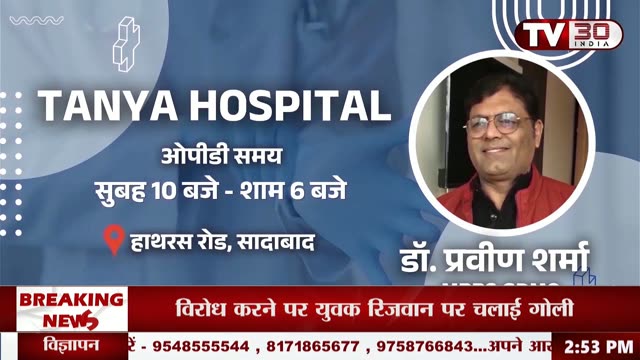 TV30
INDIA
TANYA HOSPITAL
ओपीडी समय
सुबह 10 बजे - शाम 6 बजे
हाथरस रोड, सादाबाद
डॉ. प्रवीण शर्मा
BREAKING
NEWS
विरोध करने पर युवक रिजवान पर चलाई गोली
विज्ञापन
रें - 9548555544 , 8171865677 , 9758766843...अपने आस
2:53 PM